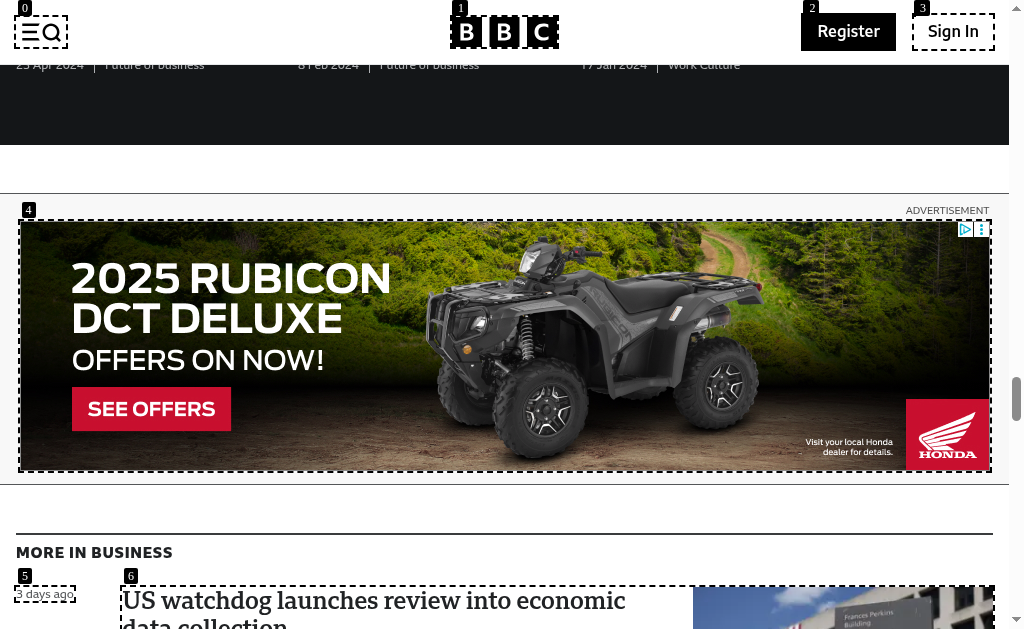 0
1
2
3
BBC
Register
Sign In
25 Apr 2024 | Future of Business
8 Feb 2024 | Future of Business
17 Jan 2024 | Work Culture
4
ADVERTISEMENT
2025 RUBICON
DCT DELUXE
OFFERS ON NOW!
SEE OFFERS
Visit your local Honda
dealer for details.
HONDA
MORE IN BUSINESS
5
6
3 days ago
US watchdog launches review into economic
data collection
Frances Perkins
Building